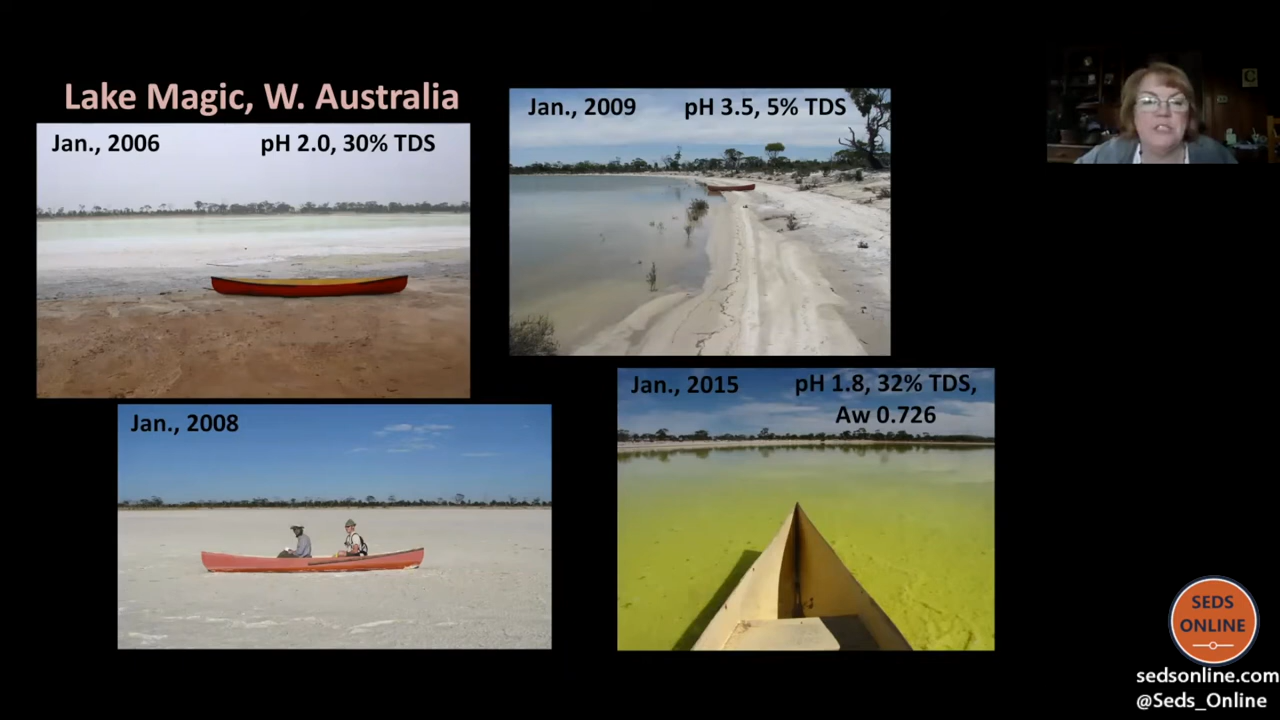 Lake Magic, W. Australia
Jan., 2006 pH 2.0, 30% TDS
Jan., 2009 pH 3.5, 5% TDS
Jan., 2008
Jan., 2015 pH 1.8, 32% TDS,
Aw 0.726
SEDS
ONLINE
sedsonline.com
@Seds_Online